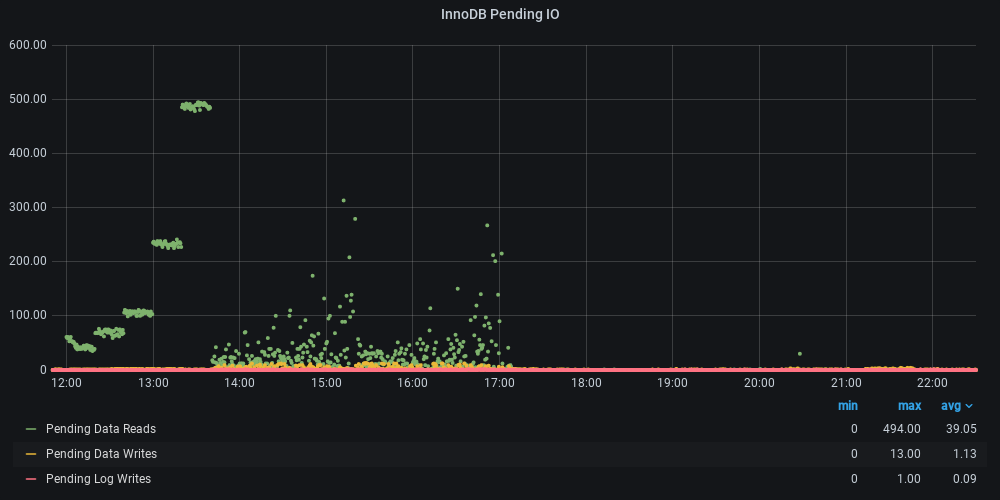 InnoDB Pending IO
600.00
500.00
400.00
300.00
200.00
100.00
0
12:00 13:00 14:00 15:00 16:00 17:00 18:00 19:00 20:00 21:00 22:00
min max avg
Pending Data Reads 0 494.00 39.05
Pending Data Writes 0 13.00 1.13
Pending Log Writes 0 1.00 0.09